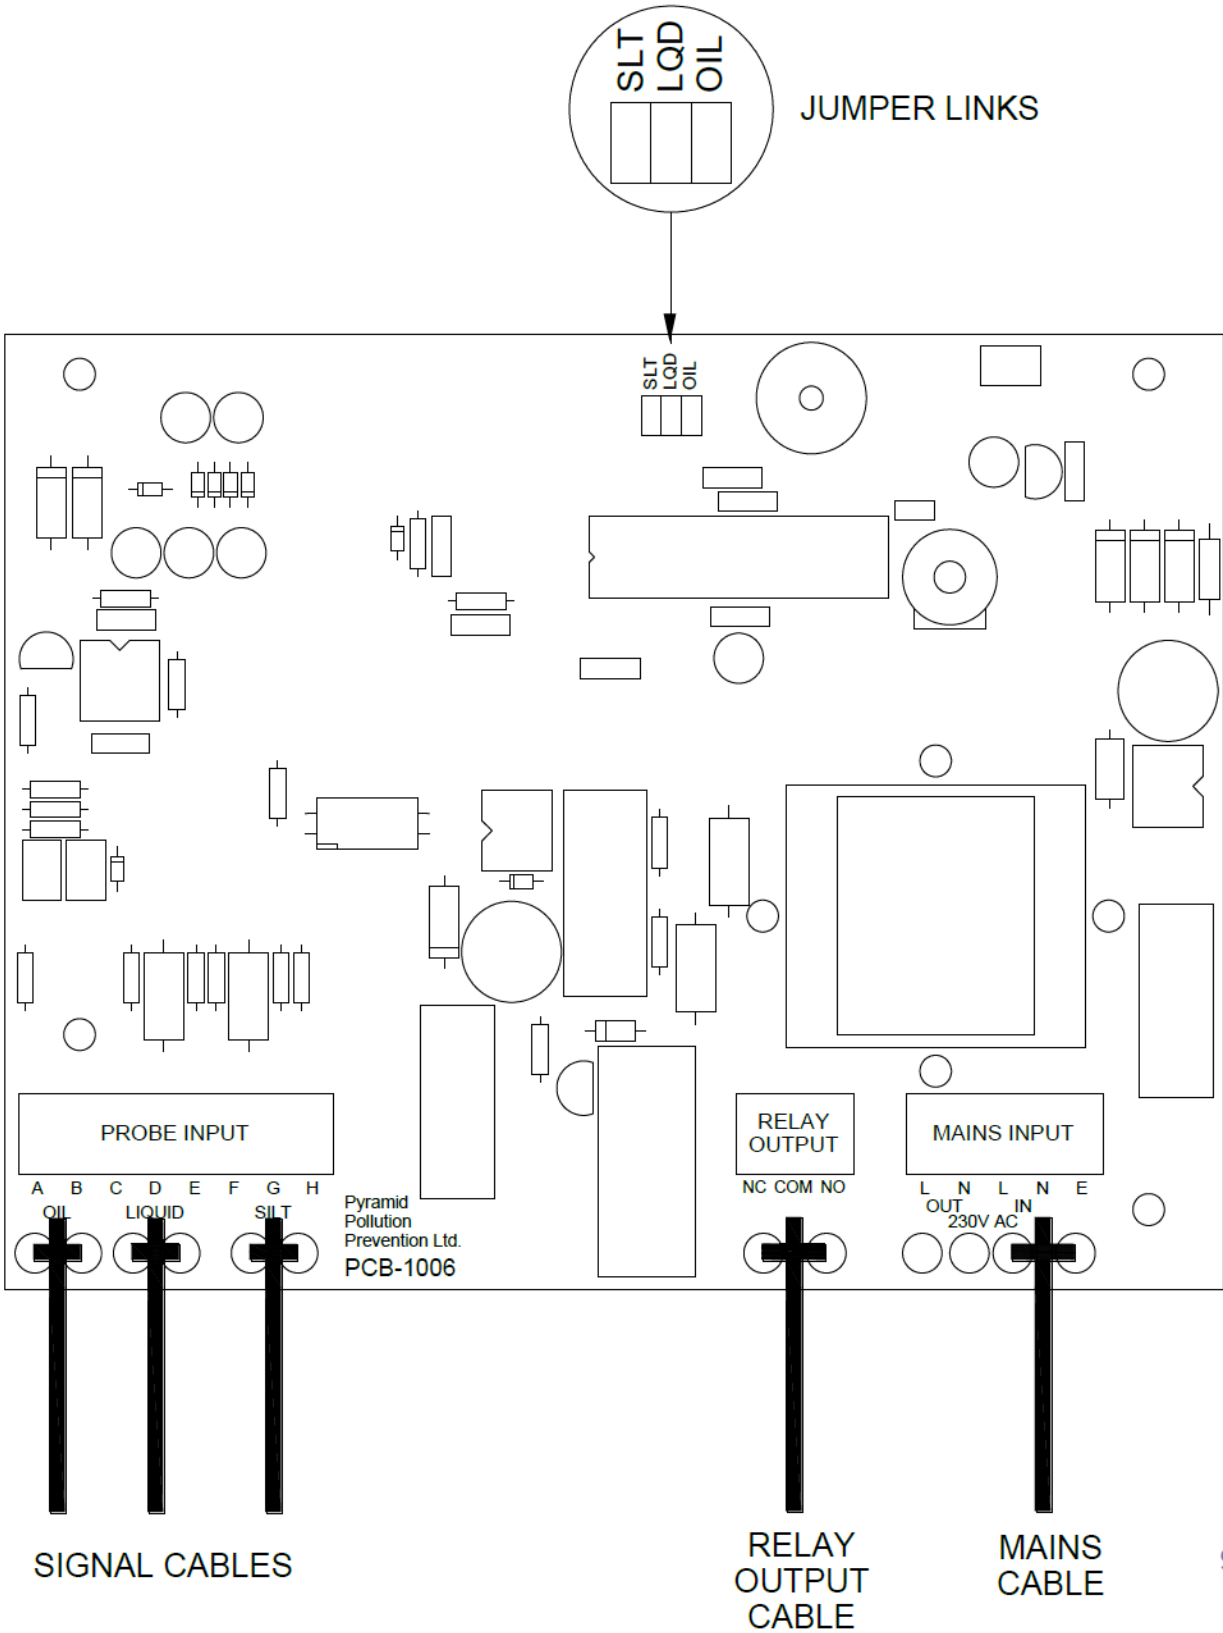 SLT
LQD
OIL
JUMPER LINKS
SLT
LQD
OIL
PROBE INPUT
RELAY
OUTPUT
MAINS INPUT
A B C D E F G H
OIL LIQUID SILT
NC COM NO
L N L N E
OUT IN
230V AC
Pyramid
Pollution
Prevention Ltd.
PCB-1006
SIGNAL CABLES
RELAY
OUTPUT
CABLE
MAINS
CABLE